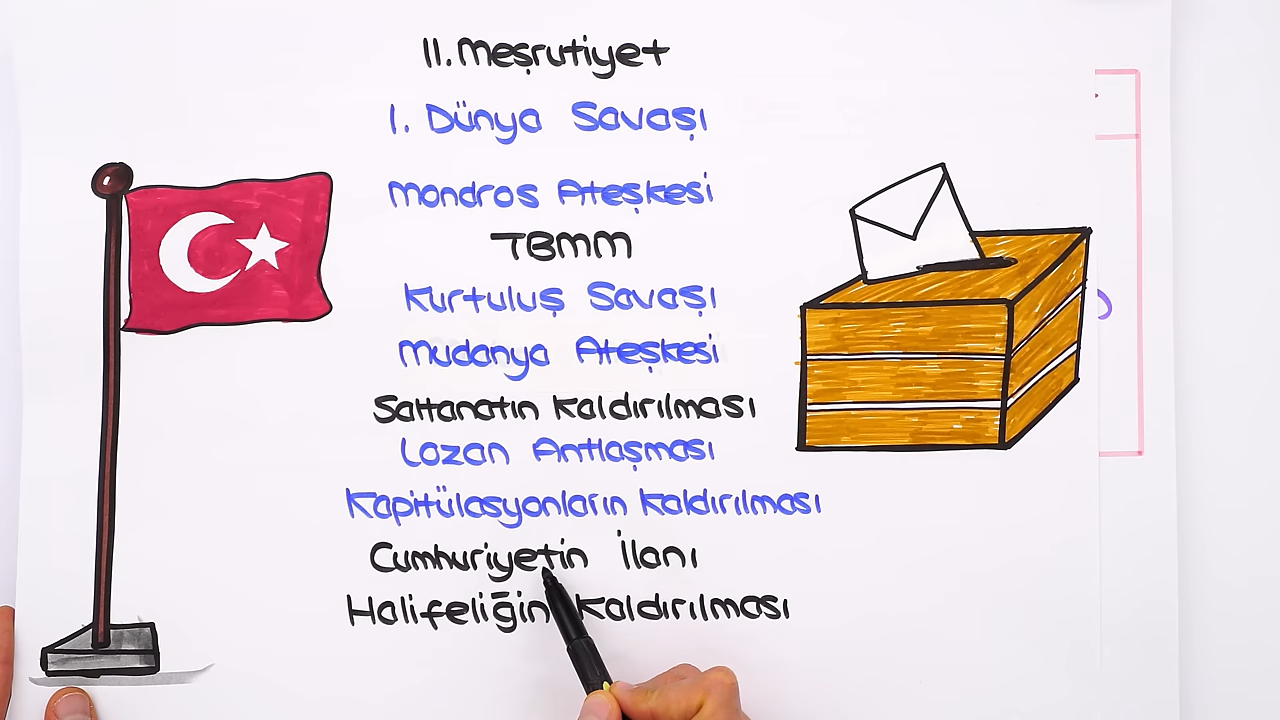 II. Meşrutiyet
I. Dünya Savaşı
Mondros Ateşkesi
TBMM
Kurtuluş Savaşı
Mudanya Ateşkesi
Saltanatın Kaldırılması
Lozan Antlaşması
Kapitülasyonların Kaldırılması
Cumhuriyetin İlanı
Halifeliğin Kaldırılması